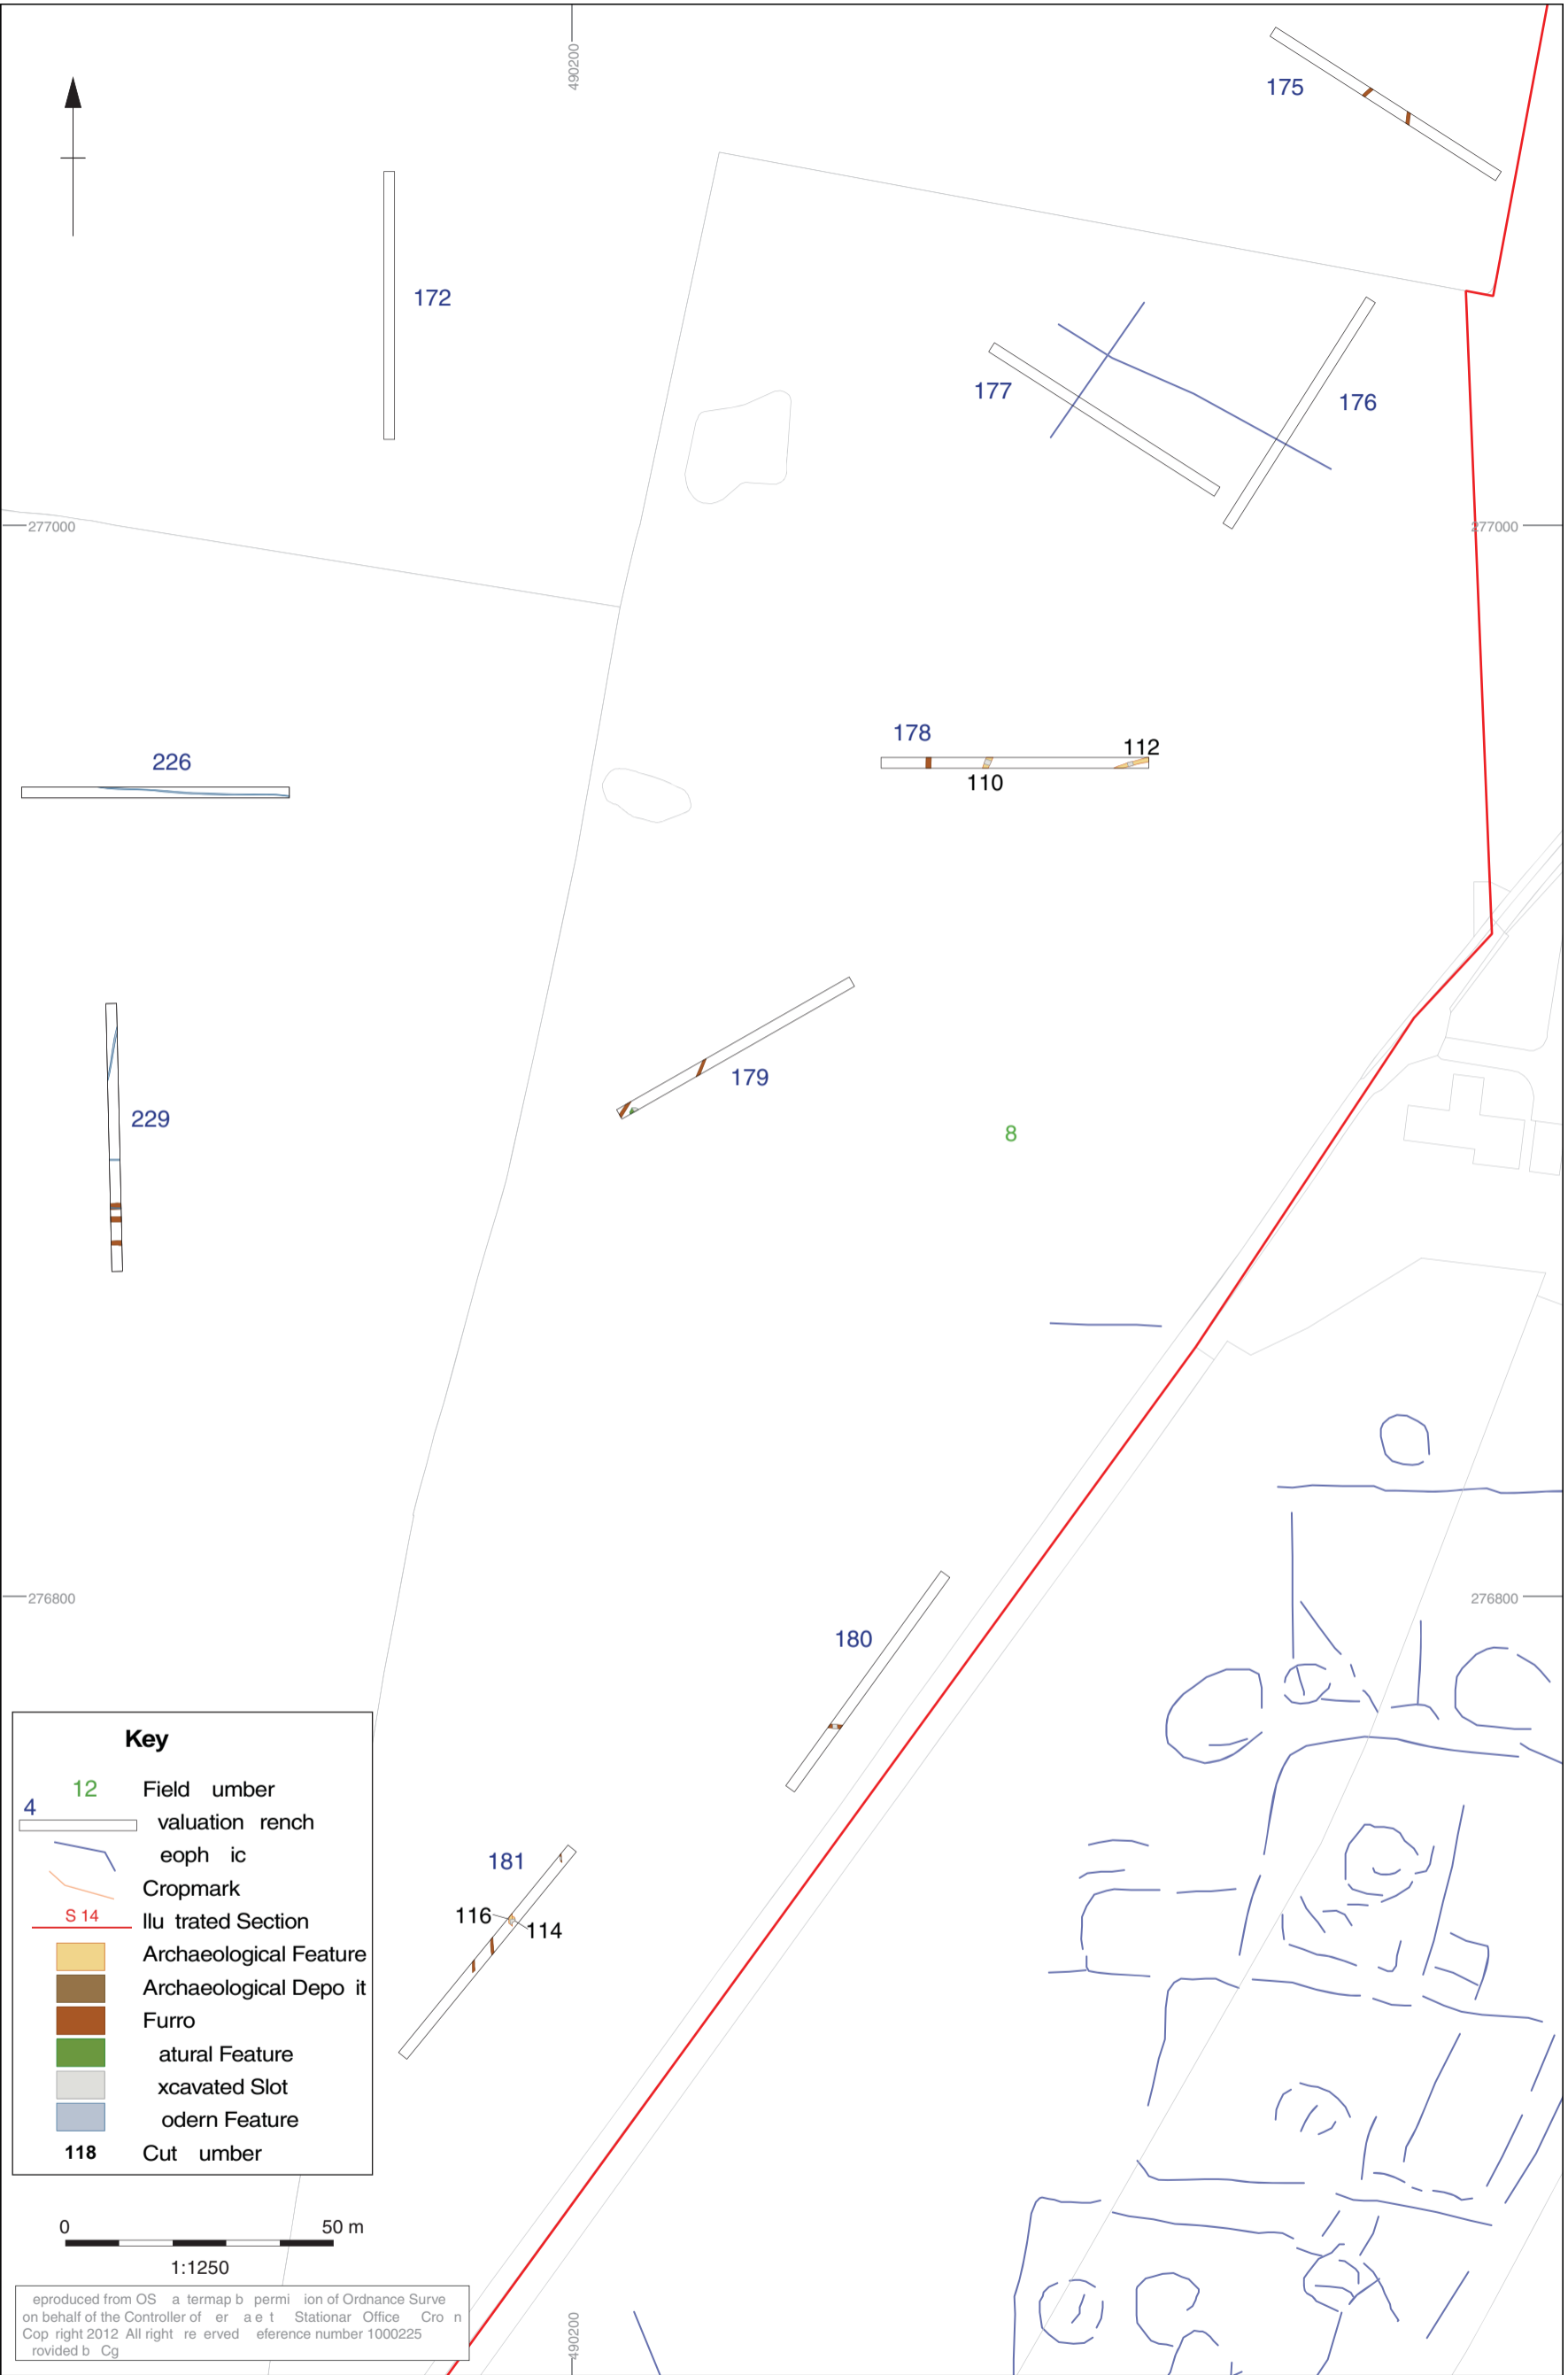 490200
175
172
177
176
277000
277000
226
178
112
110
179
229
8
276800
276800
180
181
116
114
Key
12 Field umber
4 valuation rench
eoph ic
Cropmark
S 14 Illu trated Section
Archaeological Feature
Archaeological Depo it
Furro
atural Feature
xcavated Slot
odern Feature
118 Cut umber
0 50 m
1:1250
eproduced from OS a termap b permi ion of Ordnance Surve
on behalf of the Controller of er a e t Stationar Office Cro n
Cop right 2012 All right re erved eference number 1000225
rovided b Cg
490200